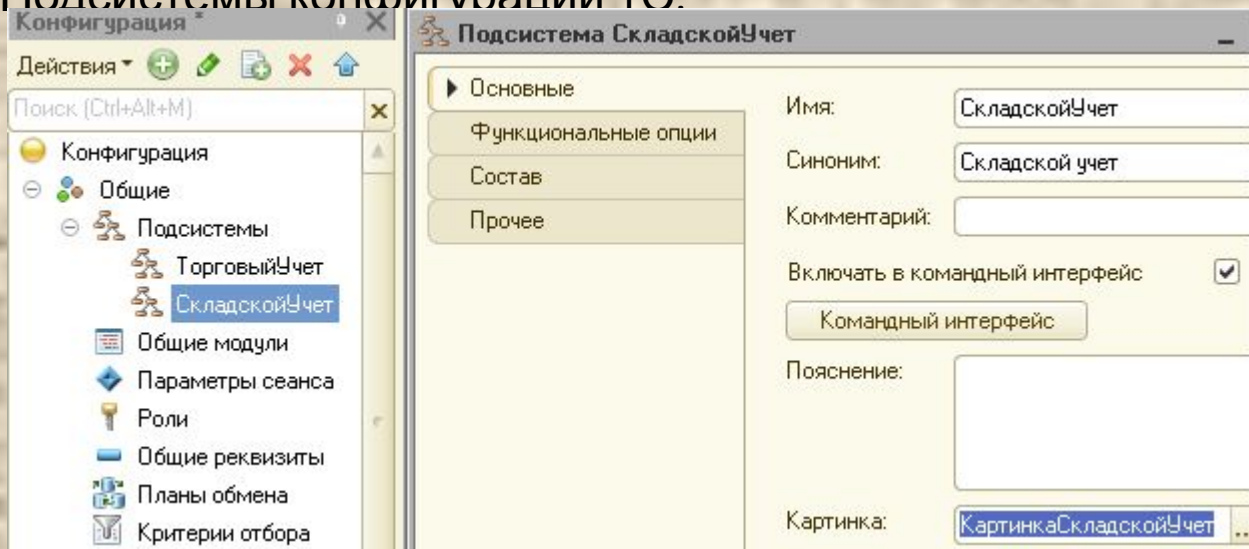 Подсистемы конфигурации ТО.
Конфигурация *
Действия
Поиск (Ctrl+Alt+M)
Конфигурация
Общие
Подсистемы
ТорговыйУчет
СкладскойУчет
Общие модули
Параметры сеанса
Роли
Общие реквизиты
Планы обмена
Критерии отбора
Подсистема СкладскойУчет
Основные
Функциональные опции
Состав
Прочее
Имя: СкладскойУчет
Синоним: Складской учет
Комментарий:
Включать в командный интерфейс
Командный интерфейс
Пояснение:
Картинка: КартинкаСкладскойУчет ...